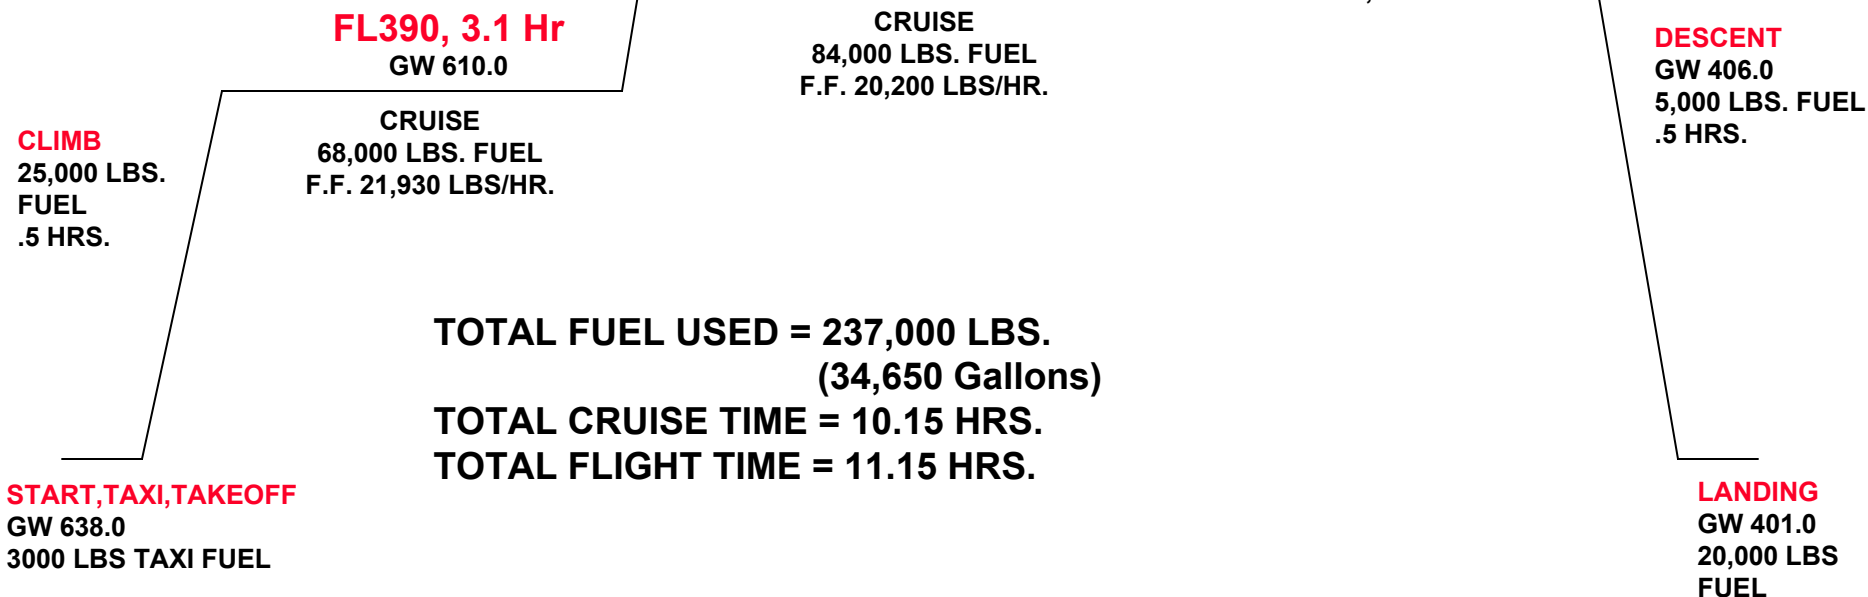 FL390, 3.1 Hr
GW 610.0
CRUISE
68,000 LBS. FUEL
F.F. 21,930 LBS/HR.
CRUISE
84,000 LBS. FUEL
F.F. 20,200 LBS/HR.
DESCENT
GW 406.0
5,000 LBS. FUEL
.5 HRS.
CLIMB
25,000 LBS.
FUEL
.5 HRS.
TOTAL FUEL USED = 237,000 LBS.
(34,650 Gallons)
TOTAL CRUISE TIME = 10.15 HRS.
TOTAL FLIGHT TIME = 11.15 HRS.
START,TAXI,TAKEOFF
GW 638.0
3000 LBS TAXI FUEL
LANDING
GW 401.0
20,000 LBS
FUEL